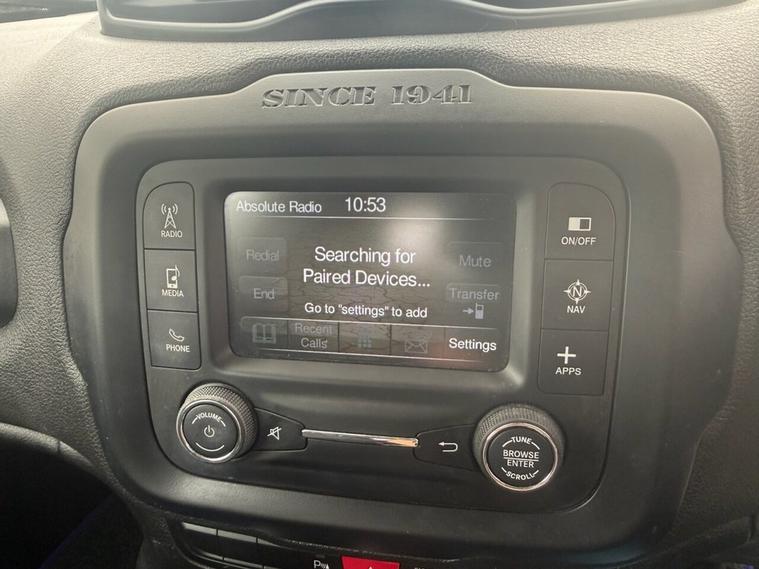 SINCE 1941
RADIO
MEDIA
PHONE
Absolute Radio 10:53
Redial
End
Searching for
Paired Devices...
Go to "settings" to add
Mute
Transfer
Recent
Calls
Settings
ON/OFF
NAV
APPS
VOLUME
TUNE
BROWSE
ENTER
SCROLL